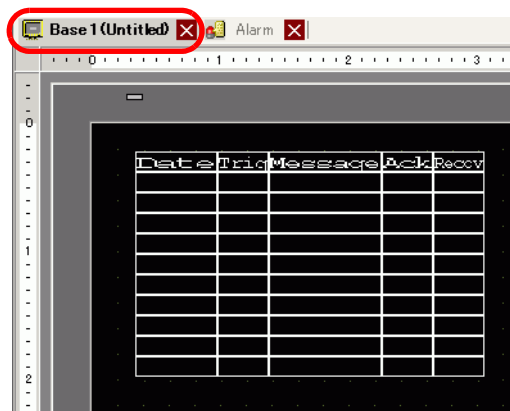 Base 1 (Untitled) Alarm
0 1 2 3
Date Trig Message Ack Recov
0
1
2